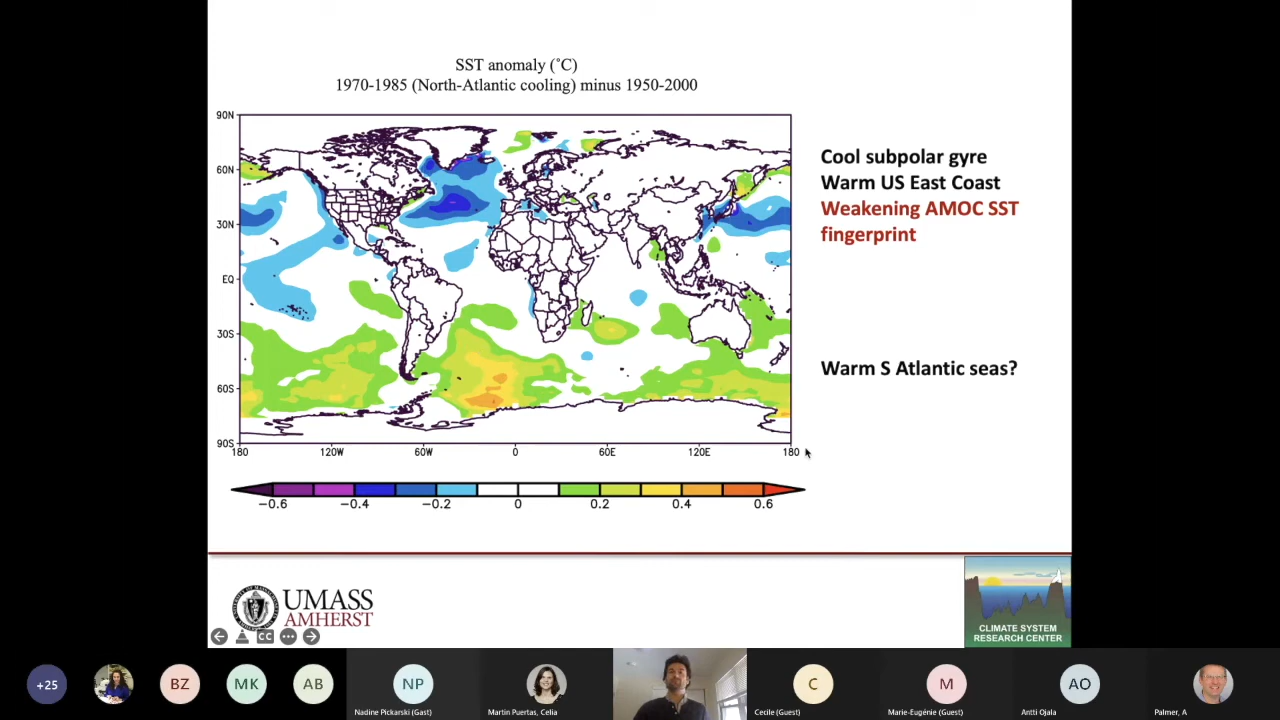 SST anomaly (˚C)
1970-1985 (North-Atlantic cooling) minus 1950-2000
90N
60N
30N
EQ
30S
60S
90S
180
120W
60W
0
60E
120E
180
−0.6
−0.4
−0.2
0
0.2
0.4
0.6
Cool subpolar gyre
Warm US East Coast
Weakening AMOC SST
fingerprint
Warm S Atlantic seas?
UMASS
AMHERST
CLIMATE SYSTEM
RESEARCH CENTER
CC
+25
BZ
MK
AB
NP
Nadine Pickarski (Gast)
Martin Puertas, Celia
C
Cecile (Guest)
M
Marie-Eugénie (Guest)
AO
Antti Ojala
Palmer, A